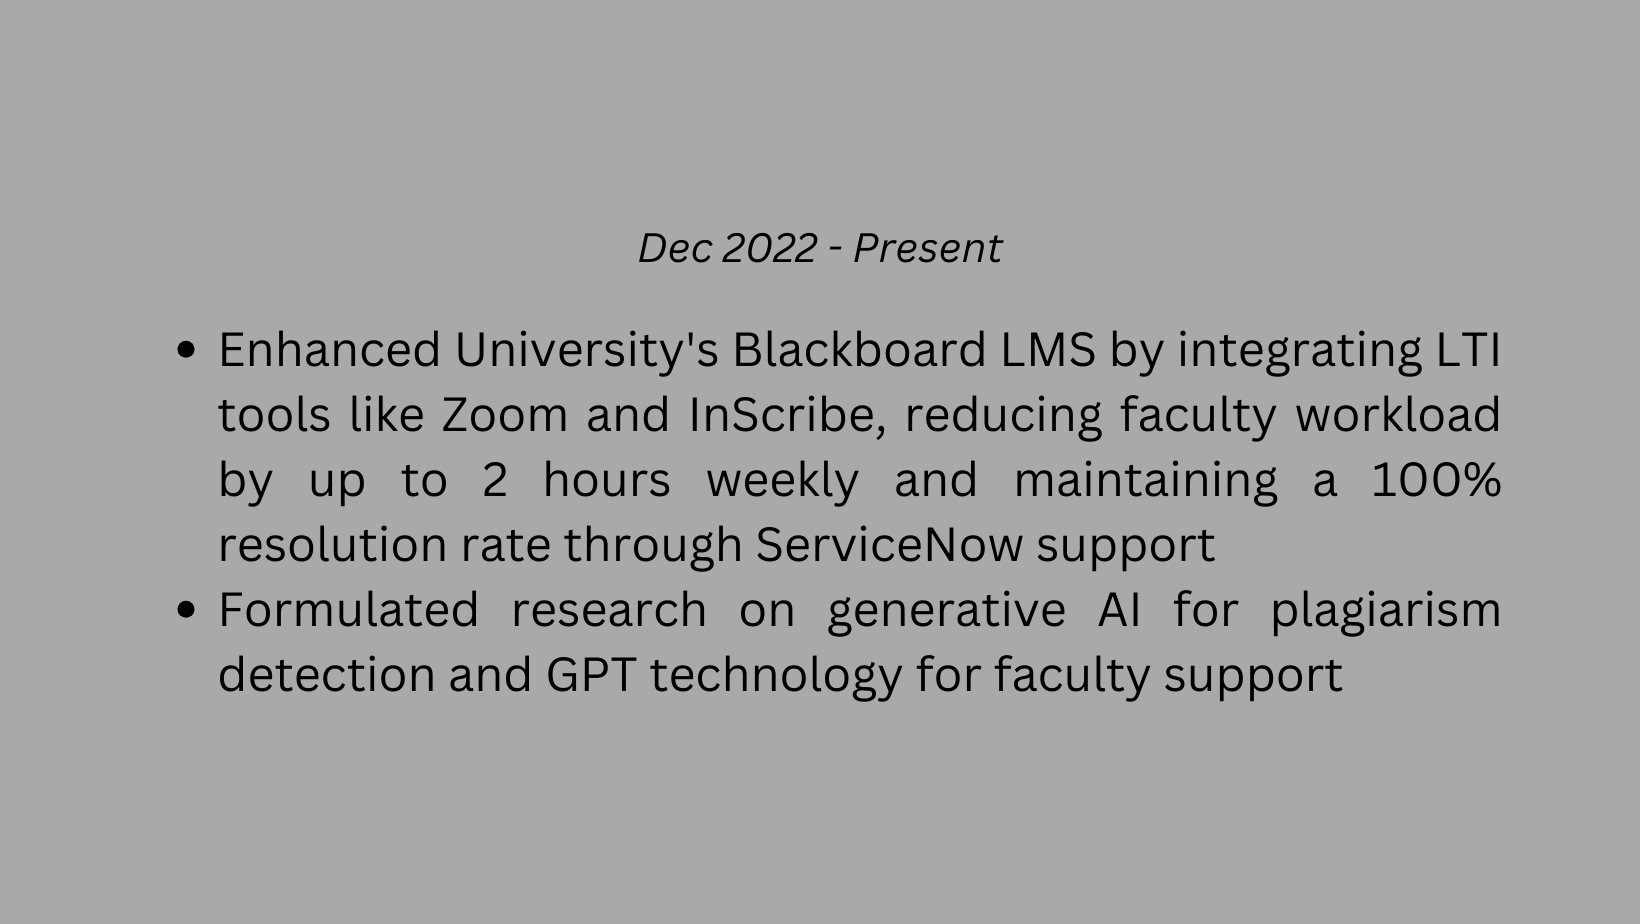 Dec 2022 - Present
• Enhanced University's Blackboard LMS by integrating LTI
tools like Zoom and InScribe, reducing faculty workload
by up to 2 hours weekly and maintaining a 100%
resolution rate through ServiceNow support
• Formulated research on generative AI for plagiarism
detection and GPT technology for faculty support